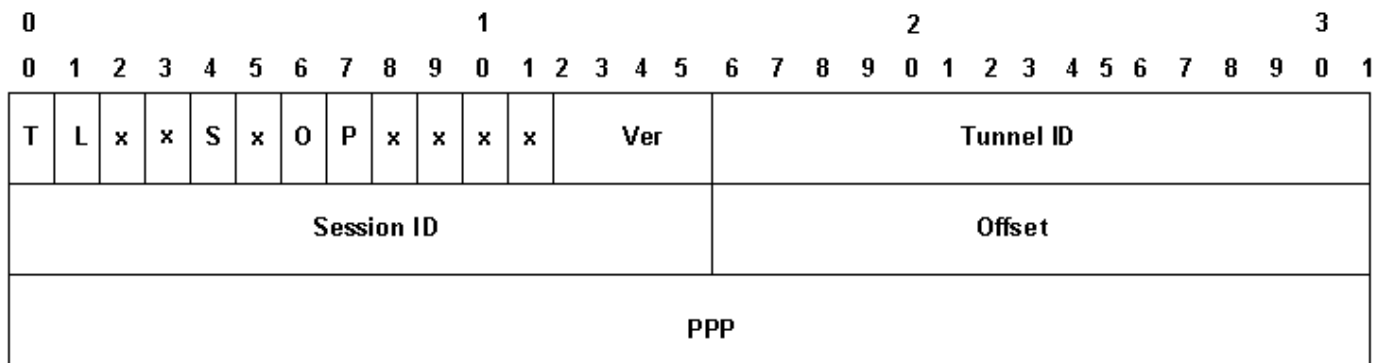 0 1 2 3
0 1 2 3 4 5 6 7 8 9 0 1 2 3 4 5 6 7 8 9 0 1 2 3 4 5 6 7 8 9 0 1
T L x x S x O P x x x x Ver Tunnel ID
Session ID Offset
PPP